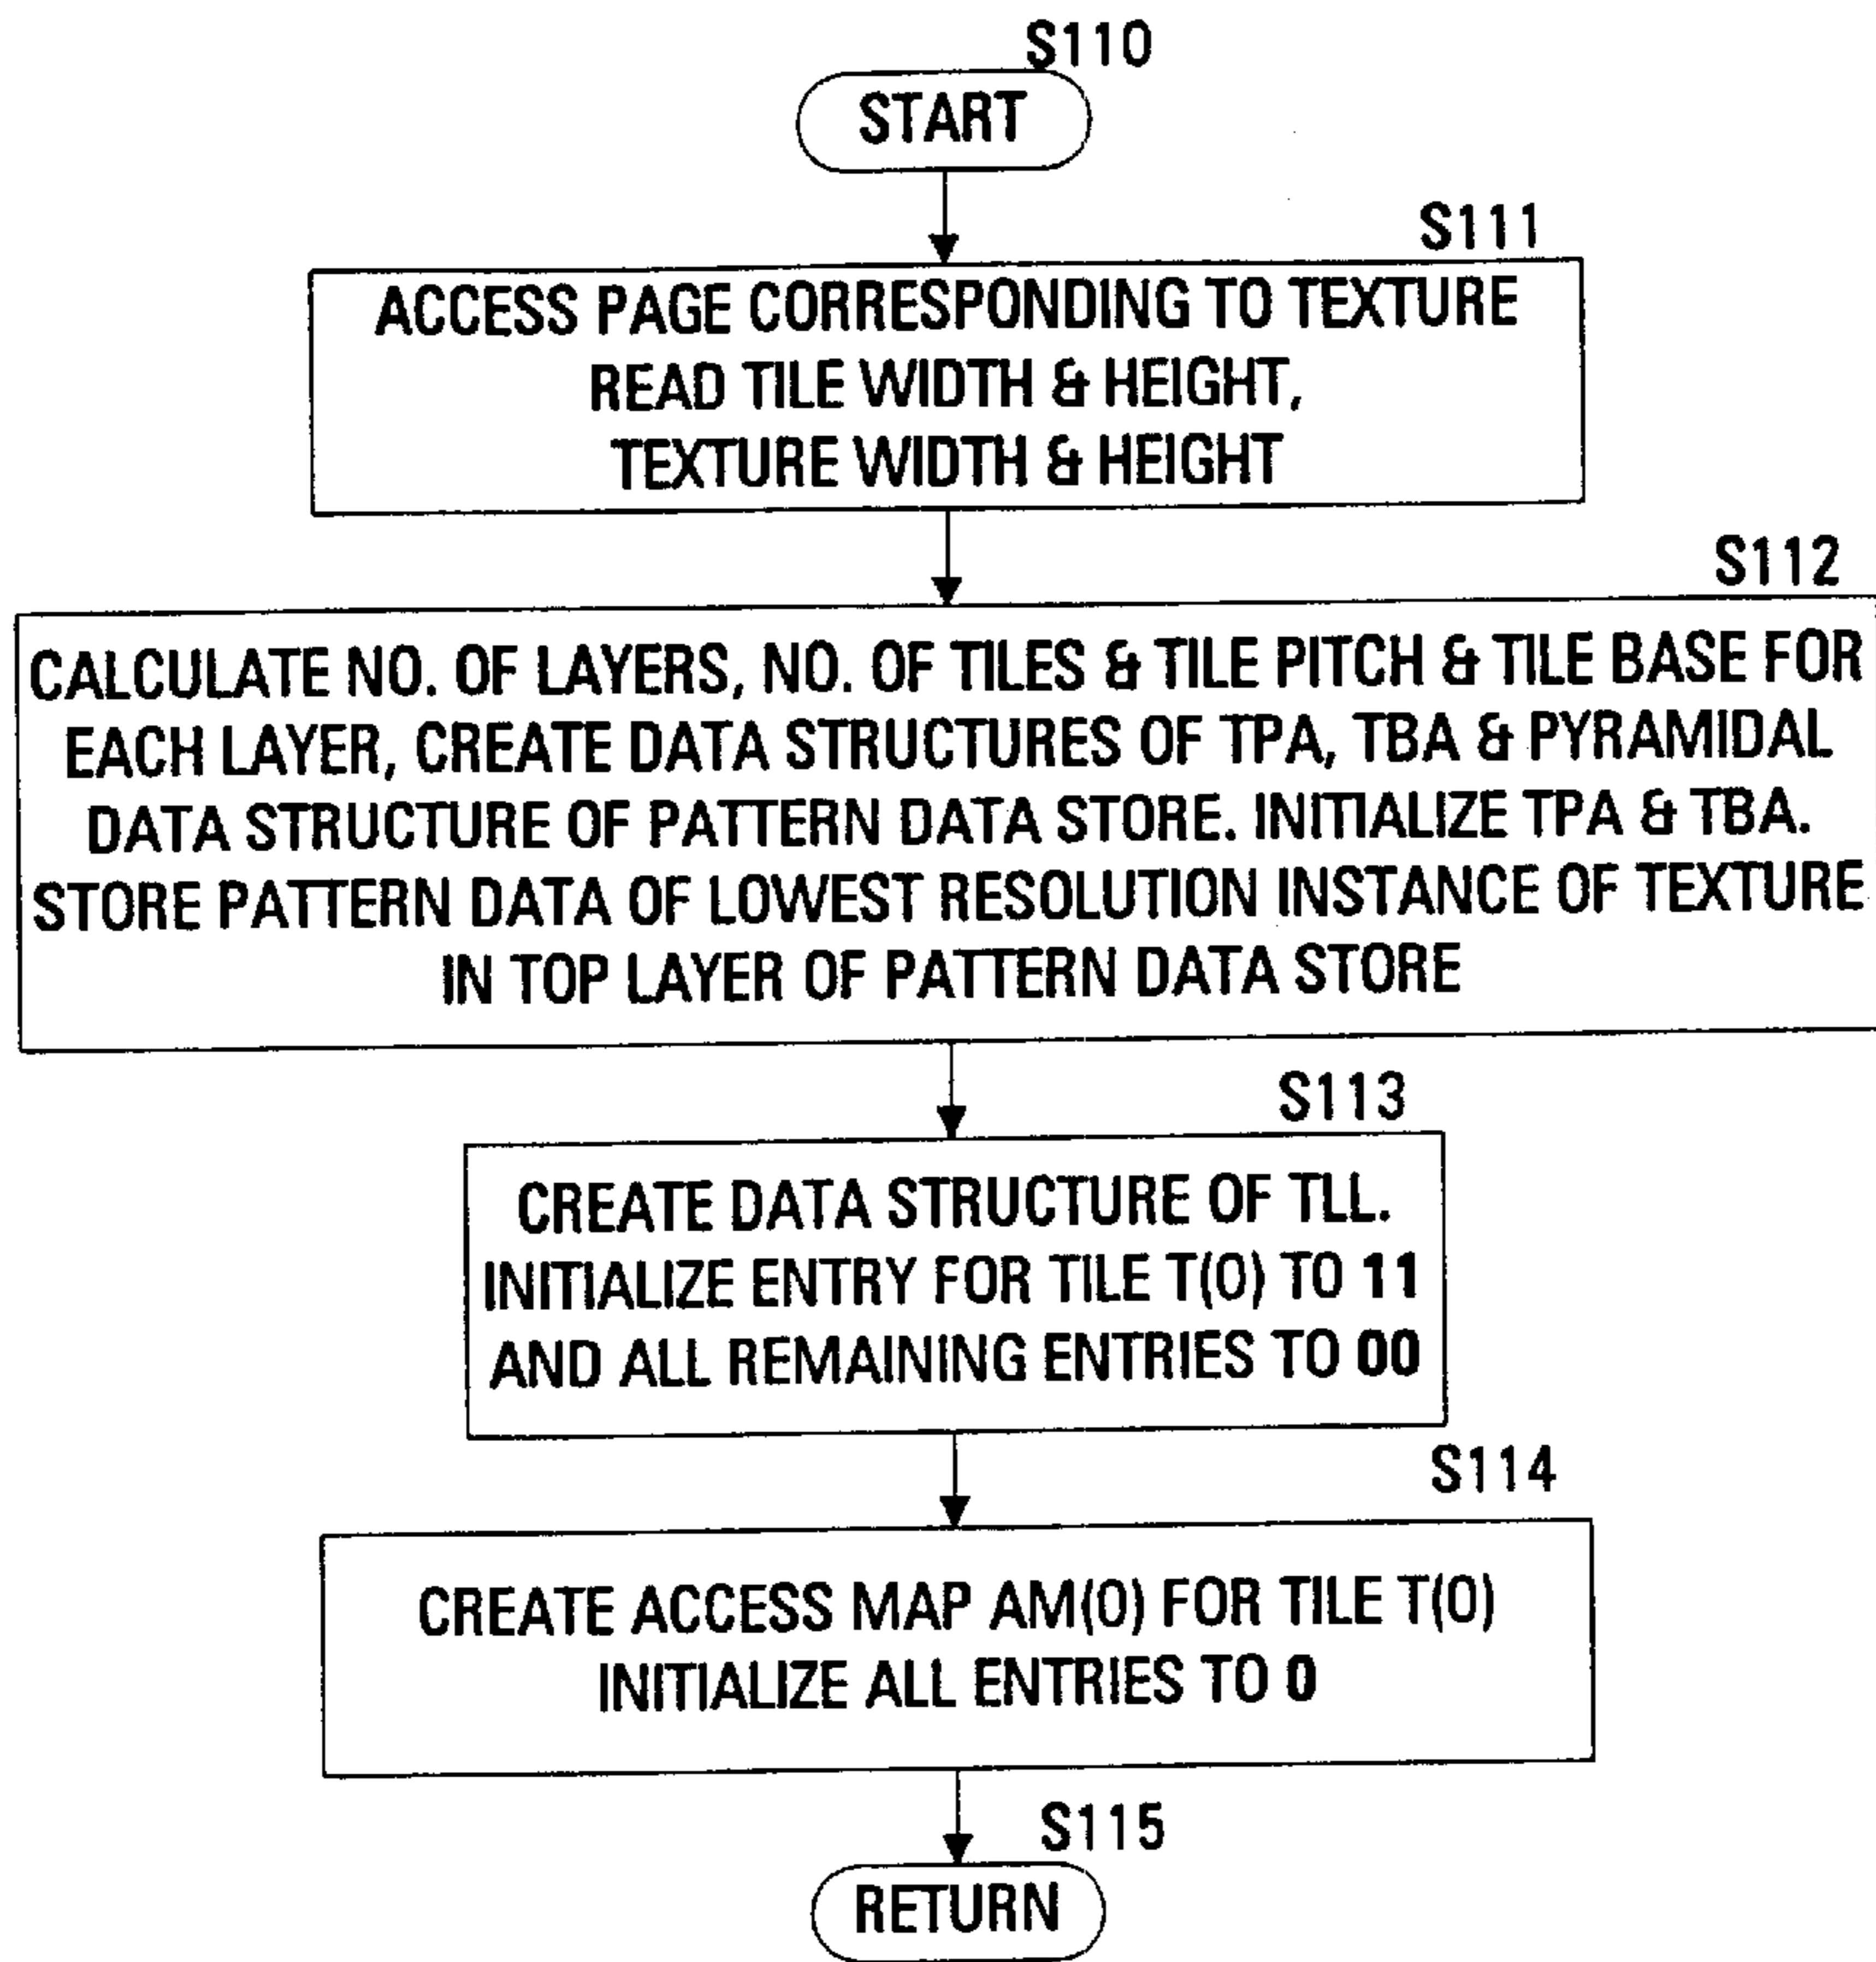 S110
START
S111
ACCESS PAGE CORRESPONDING TO TEXTURE
READ TILE WIDTH & HEIGHT,
TEXTURE WIDTH & HEIGHT
S112
CALCULATE NO. OF LAYERS, NO. OF TILES & TILE PITCH & TILE BASE FOR
EACH LAYER, CREATE DATA STRUCTURES OF TPA, TBA & PYRAMIDAL
DATA STRUCTURE OF PATTERN DATA STORE. INITIALIZE TPA & TBA.
STORE PATTERN DATA OF LOWEST RESOLUTION INSTANCE OF TEXTURE
IN TOP LAYER OF PATTERN DATA STORE
S113
CREATE DATA STRUCTURE OF TLL.
INITIALIZE ENTRY FOR TILE T(0) TO 11
AND ALL REMAINING ENTRIES TO 00
S114
CREATE ACCESS MAP AM(0) FOR TILE T(0)
INITIALIZE ALL ENTRIES TO 0
S115
RETURN